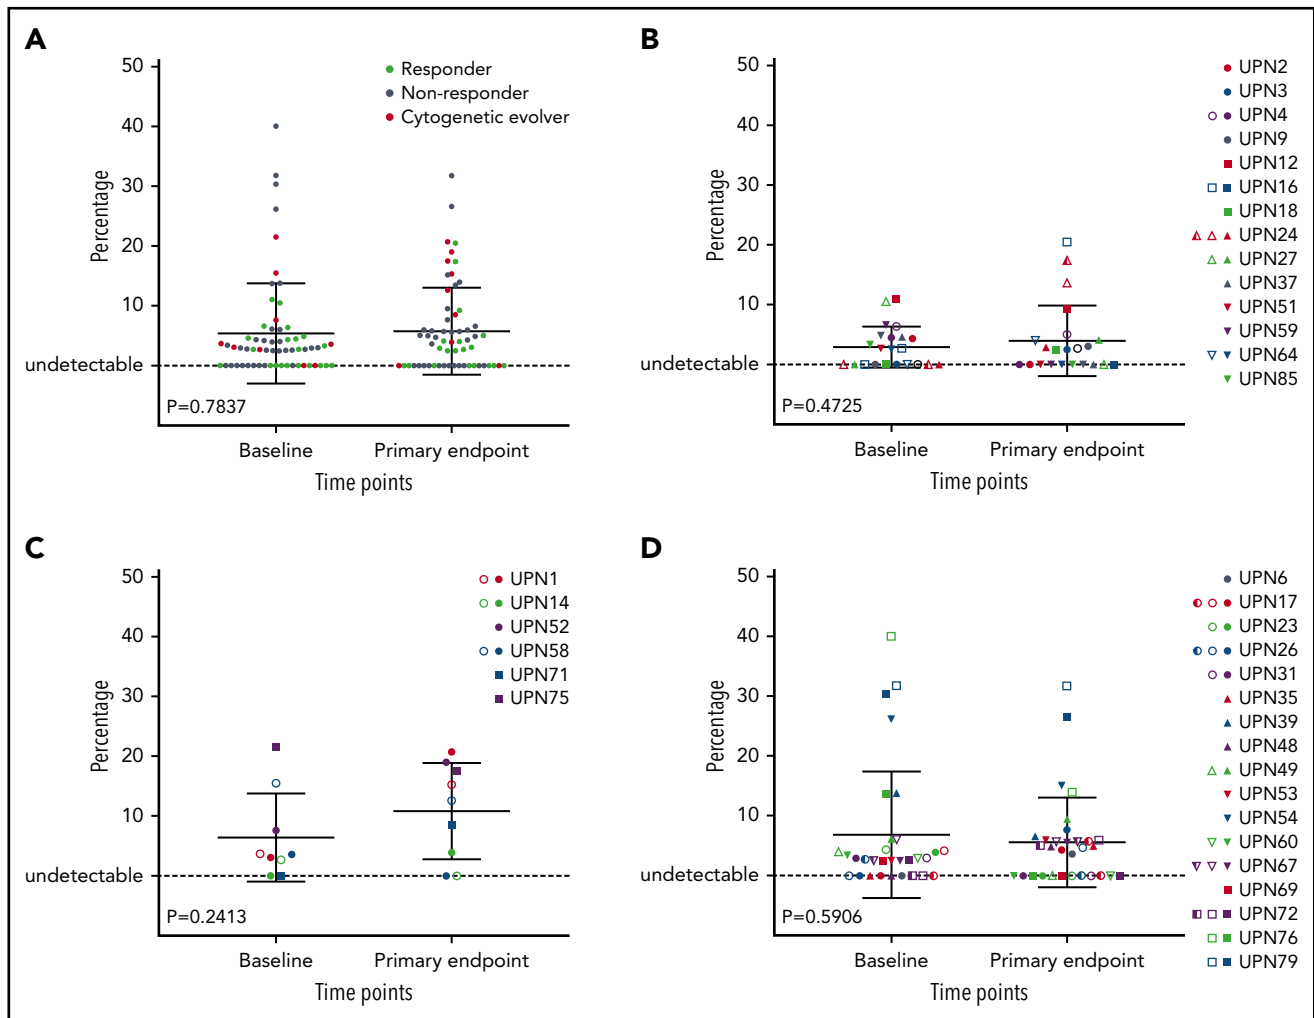 A
Percentage
50
40
30
20
10
undetectable
Responder
Non-responder
Cytogenetic evolver
P=0.7837
Baseline
Primary endpoint
Time points
B
Percentage
50
40
30
20
10
undetectable
P=0.4725
Baseline
Primary endpoint
Time points
UPN2
UPN3
UPN4
UPN9
UPN12
UPN16
UPN18
UPN24
UPN27
UPN37
UPN51
UPN59
UPN64
UPN85
C
Percentage
50
40
30
20
10
undetectable
UPN1
UPN14
UPN52
UPN58
UPN71
UPN75
P=0.2413
Baseline
Primary endpoint
Time points
D
Percentage
50
40
30
20
10
undetectable
P=0.5906
Baseline
Primary endpoint
Time points
UPN6
UPN17
UPN23
UPN26
UPN31
UPN35
UPN39
UPN48
UPN49
UPN53
UPN54
UPN60
UPN67
UPN69
UPN72
UPN76
UPN79